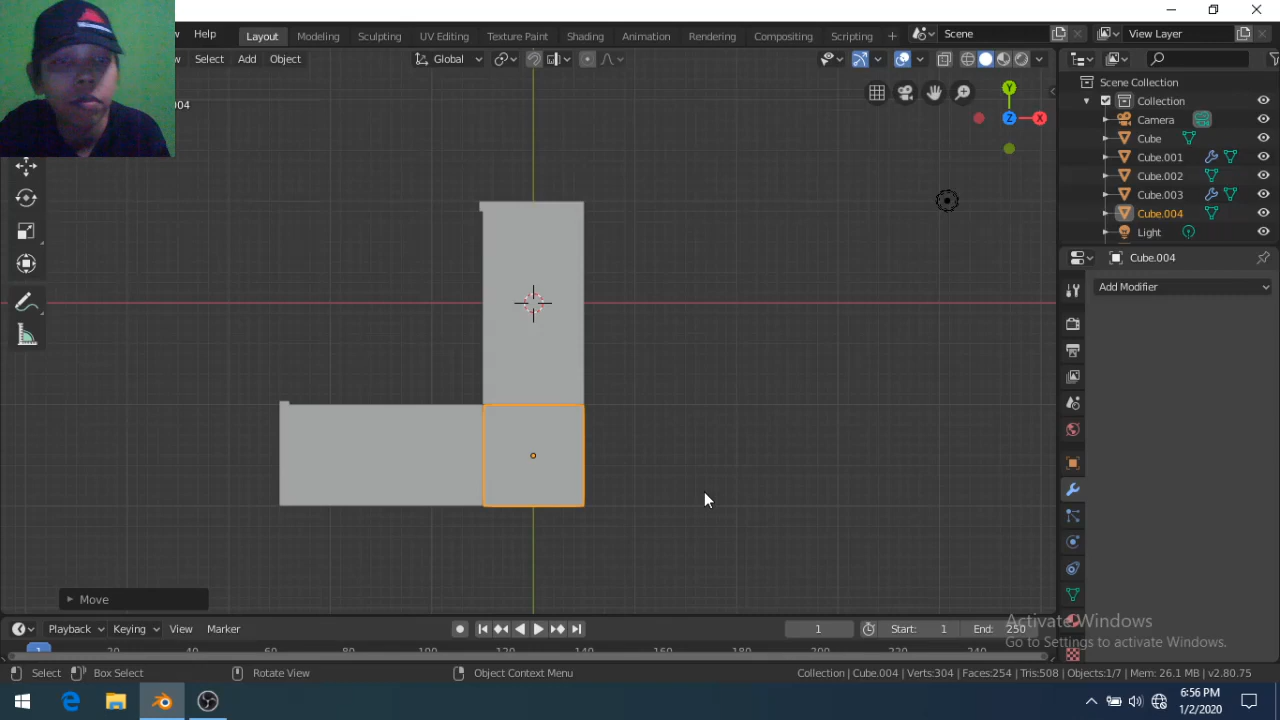 Help
Layout
Modeling
Sculpting
UV Editing
Texture Paint
Shading
Animation
Rendering
Compositing
Scripting
Scene
View Layer
Select
Add
Object
Global
004
Y
Z
X
Scene Collection
Collection
Camera
Cube
Cube.001
Cube.002
Cube.003
Cube.004
Light
Cube.004
Add Modifier
Move
Playback
Keying
View
Marker
1
Start: 1
End: 250
Activate Windows
Go to Settings to activate Windows.
Select
Box Select
Rotate View
Object Context Menu
Collection | Cube.004 | Verts:304 | Faces:254 | Tris:508 | Objects:1/7 | Mem: 26.1 MB | v2.80.75
6:56 PM
1/2/2020